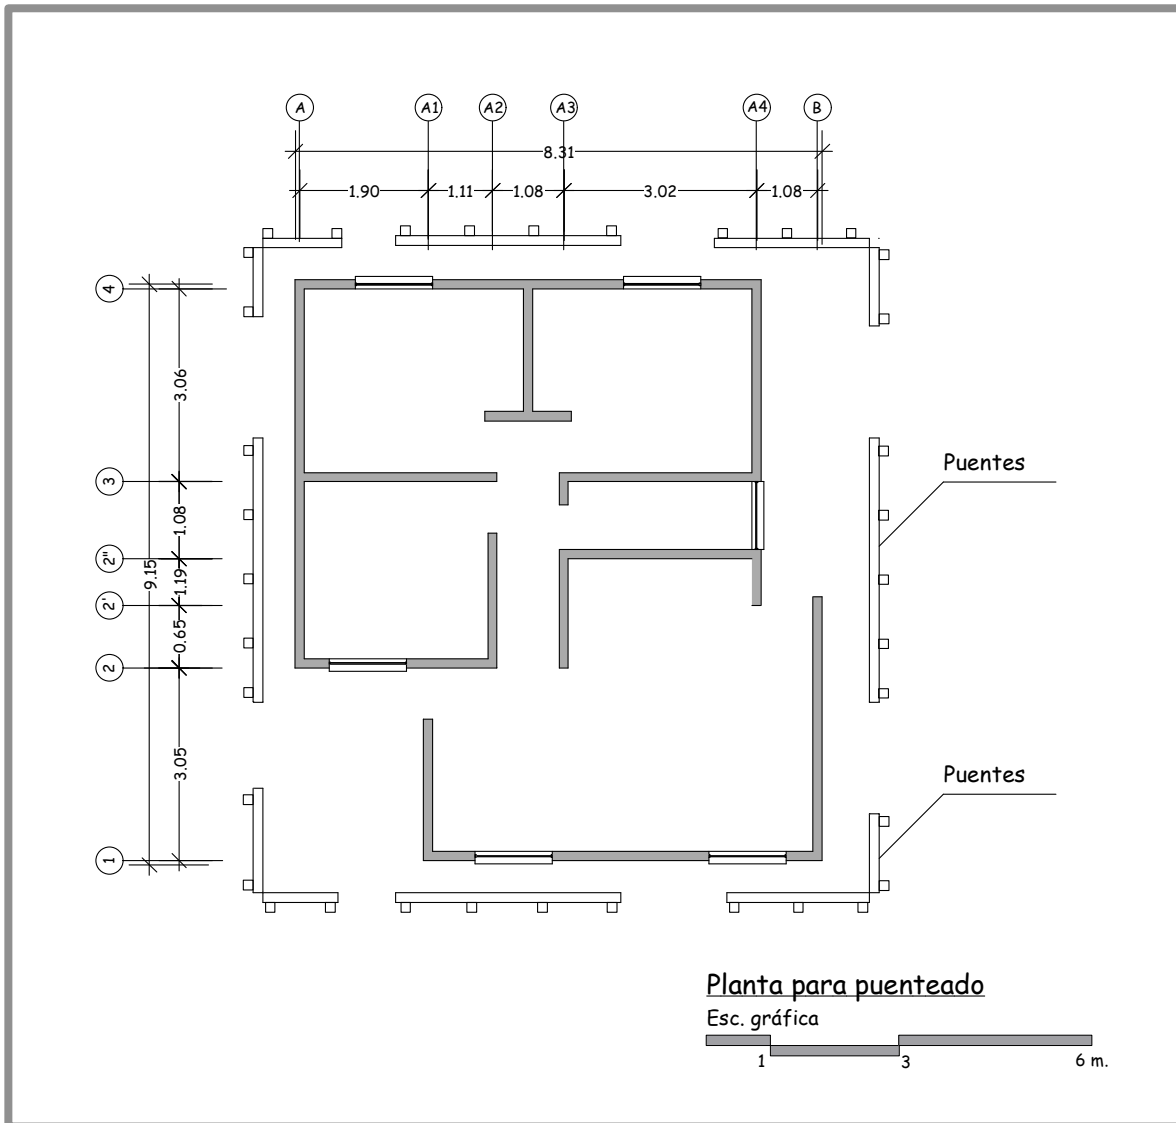 A A1 A2 A3 A4 B
8.31
1.90 1.11 1.08 3.02 1.08
4
3.06
3
1.08
2"
9.15
1.19
2'
0.65
2
3.05
1
Puentes
Puentes
Planta para puenteado
Esc. gráfica
1 3 6 m.